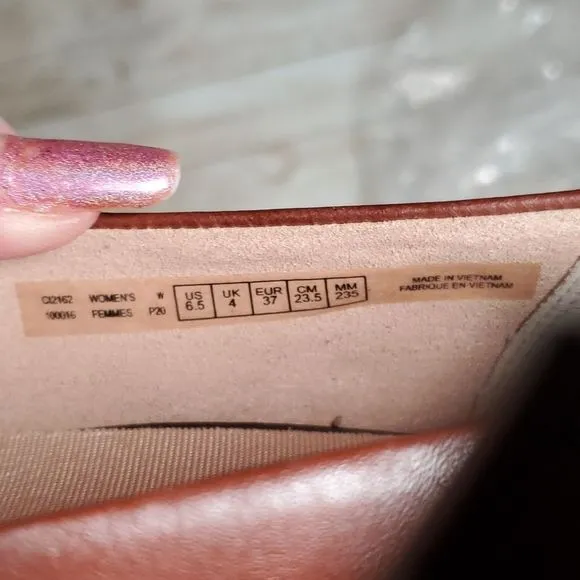 CI2162 WOMEN'S W US UK EUR CM MM MADE IN VIETNAM
100016 FEMMES P20 6.5 4 37 23.5 235 FABRIQUE EN VIETNAM